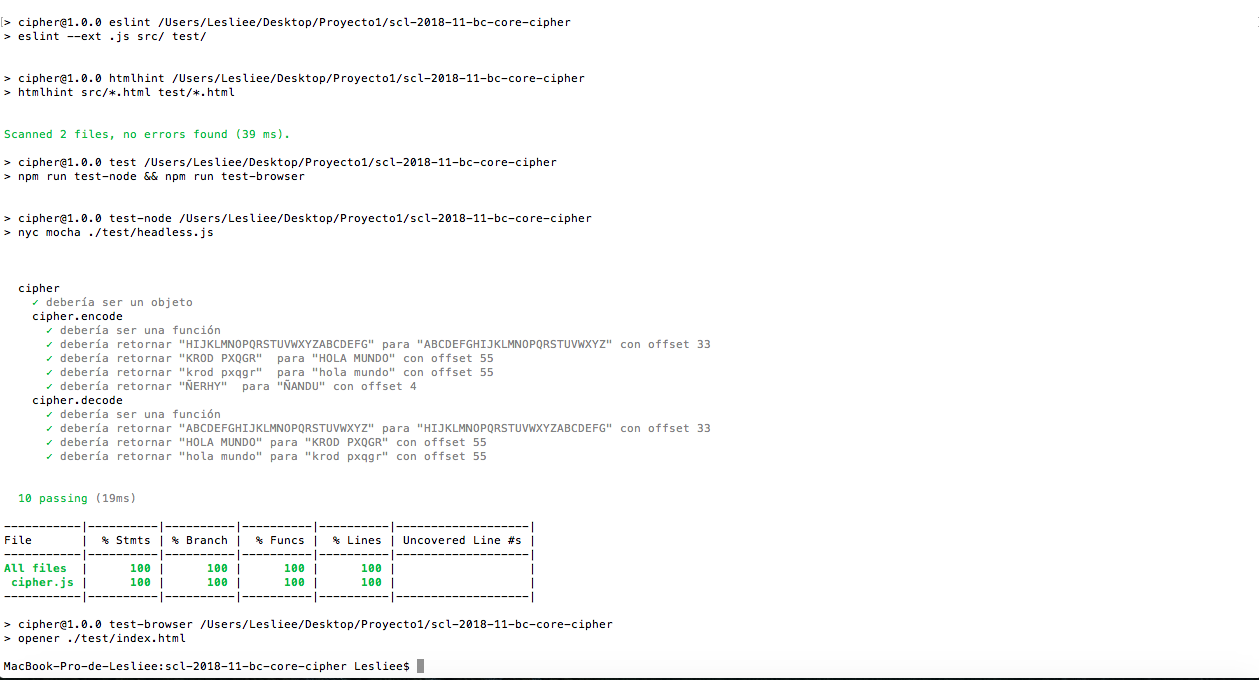 > cipher@1.0.0 eslint /Users/Lesliee/Desktop/Proyecto1/scl-2018-11-bc-core-cipher
> eslint --ext .js src/ test/
> cipher@1.0.0 htmlhint /Users/Lesliee/Desktop/Proyecto1/scl-2018-11-bc-core-cipher
> htmlhint src/*.html test/*.html
Scanned 2 files, no errors found (39 ms).
> cipher@1.0.0 test /Users/Lesliee/Desktop/Proyecto1/scl-2018-11-bc-core-cipher
> npm run test-node && npm run test-browser
> cipher@1.0.0 test-node /Users/Lesliee/Desktop/Proyecto1/scl-2018-11-bc-core-cipher
> nyc mocha ./test/headless.js
cipher
✓ debería ser un objeto
cipher.encode
✓ debería ser una función
✓ debería retornar "HIJKLMNOPQRSTUVWXYZABCDEFG" para "ABCDEFGHIJKLMNOPQRSTUVWXYZ" con offset 33
✓ debería retornar "KROD PXQGR"  para "HOLA MUNDO" con offset 55
✓ debería retornar "krod pxqgr"  para "hola mundo" con offset 55
✓ debería retornar "ÑERHY"  para "ÑANDU" con offset 4
cipher.decode
✓ debería ser una función
✓ debería retornar "ABCDEFGHIJKLMNOPQRSTUVWXYZ" para "HIJKLMNOPQRSTUVWXYZABCDEFG" con offset 33
✓ debería retornar "HOLA MUNDO" para "KROD PXQGR" con offset 55
✓ debería retornar "hola mundo" para "krod pxqgr" con offset 55
10 passing (19ms)
-----------|----------|----------|----------|----------|-------------------|
File       |  % Stmts | % Branch |  % Funcs |  % Lines | Uncovered Line #s |
-----------|----------|----------|----------|----------|-------------------|
All files  |      100 |      100 |      100 |      100 |                   |
 cipher.js |      100 |      100 |      100 |      100 |                   |
-----------|----------|----------|----------|----------|-------------------|
> cipher@1.0.0 test-browser /Users/Lesliee/Desktop/Proyecto1/scl-2018-11-bc-core-cipher
> opener ./test/index.html
MacBook-Pro-de-Lesliee:scl-2018-11-bc-core-cipher Lesliee$